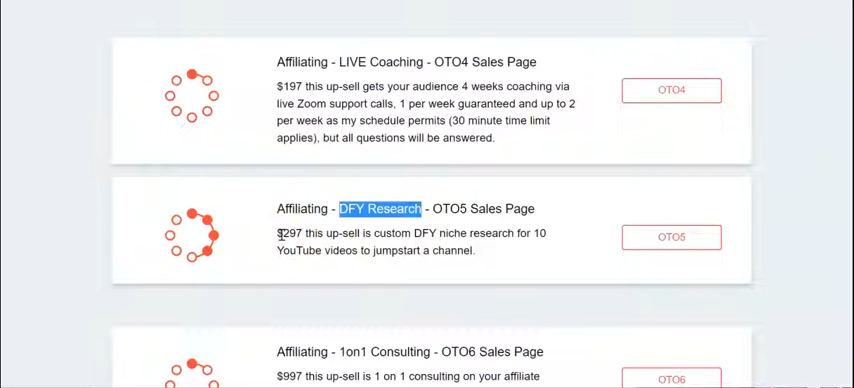 Affiliating - LIVE Coaching - OTO4 Sales Page
$197 this up-sell gets your audience 4 weeks coaching via
live Zoom support calls, 1 per week guaranteed and up to 2
per week as my schedule permits (30 minute time limit
applies), but all questions will be answered.
OTO4
Affiliating - DFY Research - OTO5 Sales Page
$297 this up-sell is custom DFY niche research for 10
YouTube videos to jumpstart a channel.
OTO5
Affiliating - 1on1 Consulting - OTO6 Sales Page
$997 this up-sell is 1 on 1 consulting on your affiliate
OTO6